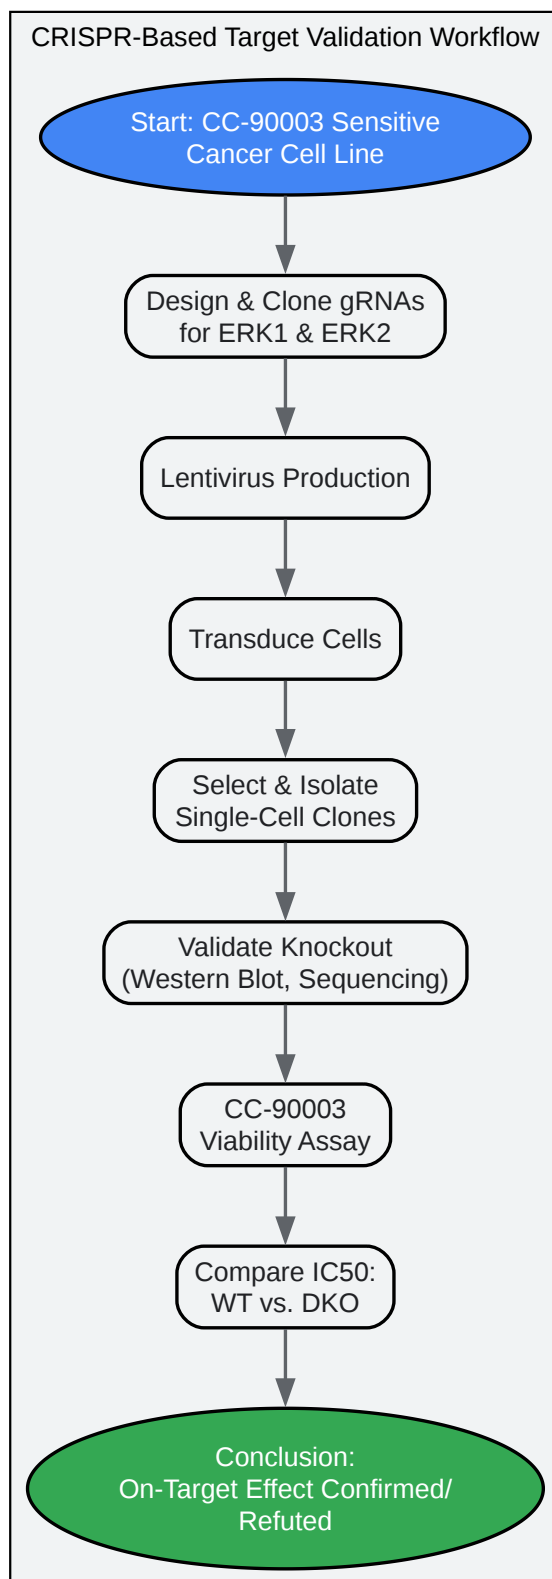 CRISPR-Based Target Validation Workflow
Start: CC-90003 Sensitive
Cancer Cell Line
Design & Clone gRNAs
for ERK1 & ERK2
Lentivirus Production
Transduce Cells
Select & Isolate
Single-Cell Clones
Validate Knockout
(Western Blot, Sequencing)
CC-90003
Viability Assay
Compare IC50:
WT vs. DKO
Conclusion:
On-Target Effect Confirmed/
Refuted